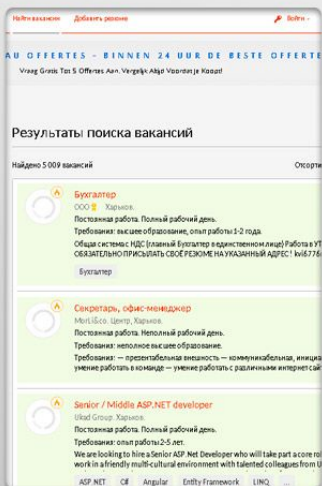 Найти вакансии Добавить резюме Войти
AU OFFERTES - BINNEN 24 UUR DE BESTE OFFERTE
Vraag Gratis Tot 5 Offertes Aan. Vergelijk Altijd Voordat je Koopt!
Результаты поиска вакансий
Найдено 5 009 вакансий Отсорти
Бухгалтер
ООО Харьков.
Постоянная работа. Полный рабочий день.
Требования: высшее образование, опыт работы 1-2 года.
Общая система с НДС (главный Бухгалтер в единственном лице) Работа в УТ
ОБЯЗАТЕЛЬНО ПРИСЫЛАТЬ СВОЁ РЕЗЮМЕ НА УКАЗАННЫЙ АДРЕС! kvi6776
Бухгалтер
Секретарь, офис-менеджер
MorLi&co. Центр, Харьков.
Постоянная работа. Неполный рабочий день.
Требования: неполное высшее образование.
Требования: — презентабельная внешность — коммуникабельная, инициа
умение работать в команде — умение работать с различными интернет сай
Senior / Middle ASP.NET developer
Ukad Group. Харьков.
Постоянная работа. Полный рабочий день.
Требования: опыт работы 2-5 лет.
We are looking to hire a Senior ASP.Net Developer who will take part a core rol
work in a friendly multi-cultural environment with talented colleagues from U
ASP.NET C# Angular Entity Framework LINQ ...